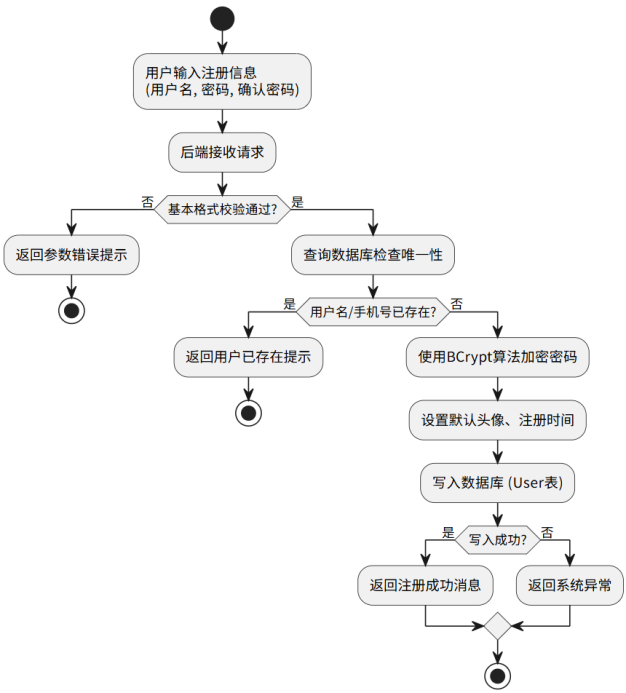 用户输入注册信息
(用户名, 密码, 确认密码)
后端接收请求
否
基本格式校验通过?
是
返回参数错误提示
查询数据库检查唯一性
是
用户名/手机号已存在?
否
返回用户已存在提示
使用BCrypt算法加密密码
设置默认头像、注册时间
写入数据库 (User表)
是
写入成功?
否
返回注册成功消息
返回系统异常